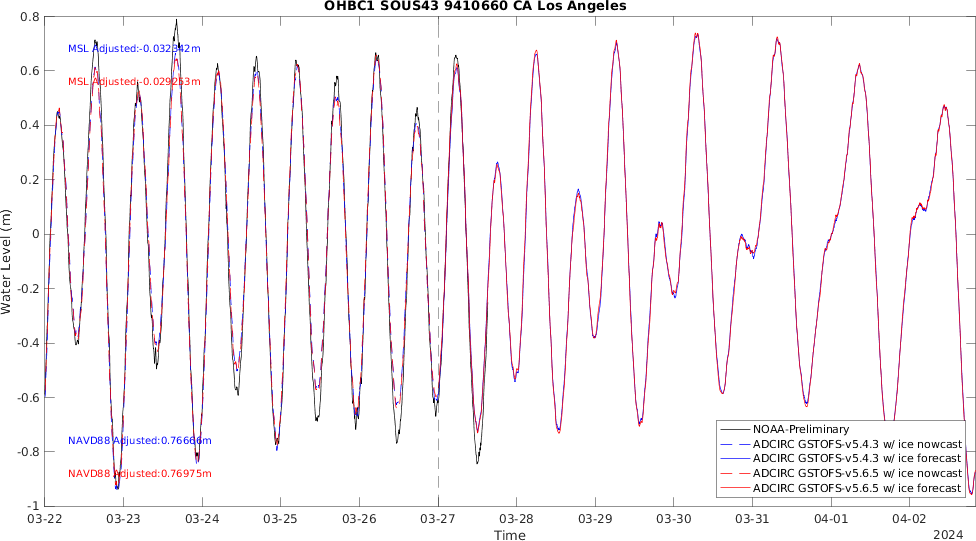 OHBC1 SOUS43 9410660 CA Los Angeles
0.8
0.6
0.4
0.2
0
-0.2
-0.4
-0.6
-0.8
-1
Water Level (m)
MSL Adjusted:-0.032342m
MSL Adjusted:-0.029253m
NAVD88 Adjusted:0.76666m
NAVD88 Adjusted:0.76975m
NOAA-Preliminary
ADCIRC GSTOFS-v5.4.3 w/ ice nowcast
ADCIRC GSTOFS-v5.4.3 w/ ice forecast
ADCIRC GSTOFS-v5.6.5 w/ ice nowcast
ADCIRC GSTOFS-v5.6.5 w/ ice forecast
03-22 03-23 03-24 03-25 03-26 03-27 03-28 03-29 03-30 03-31 04-01 04-02
Time
2024